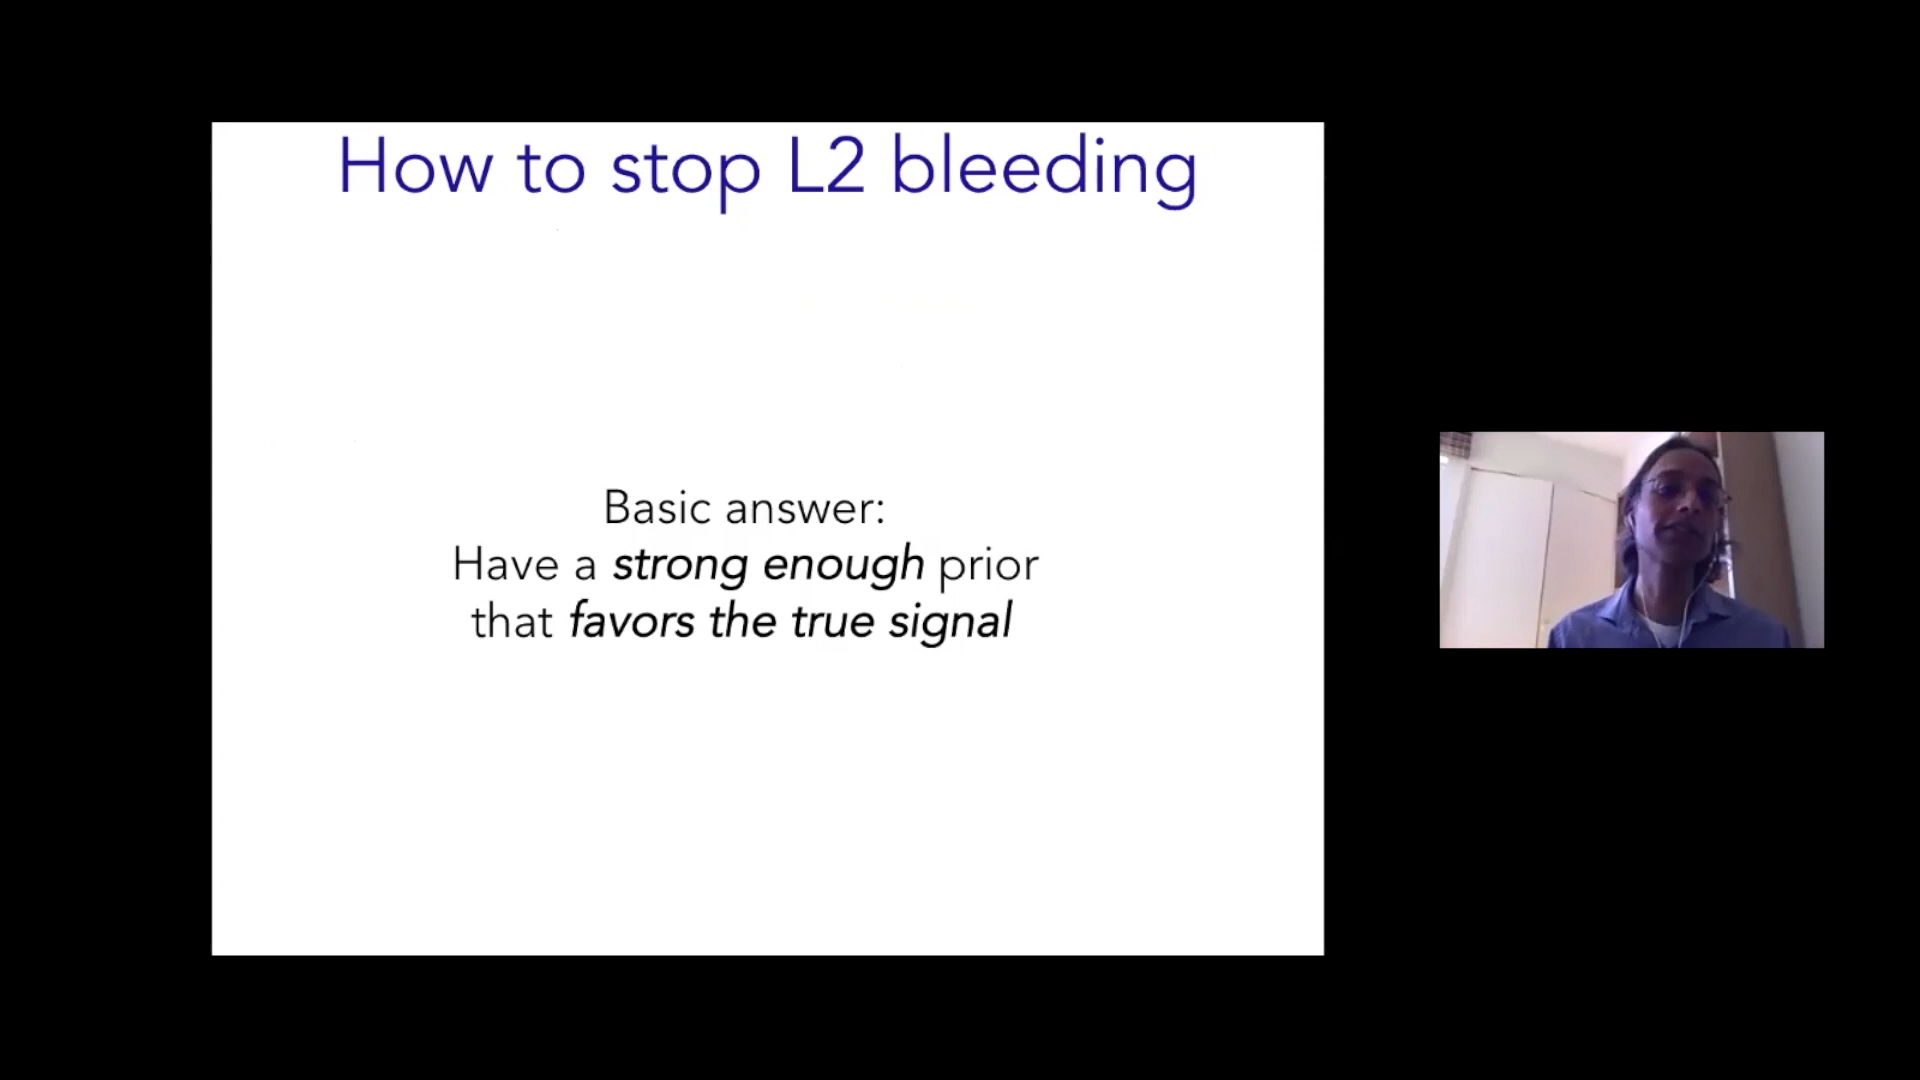 How to stop L2 bleeding
Basic answer:
Have a strong enough prior
that favors the true signal